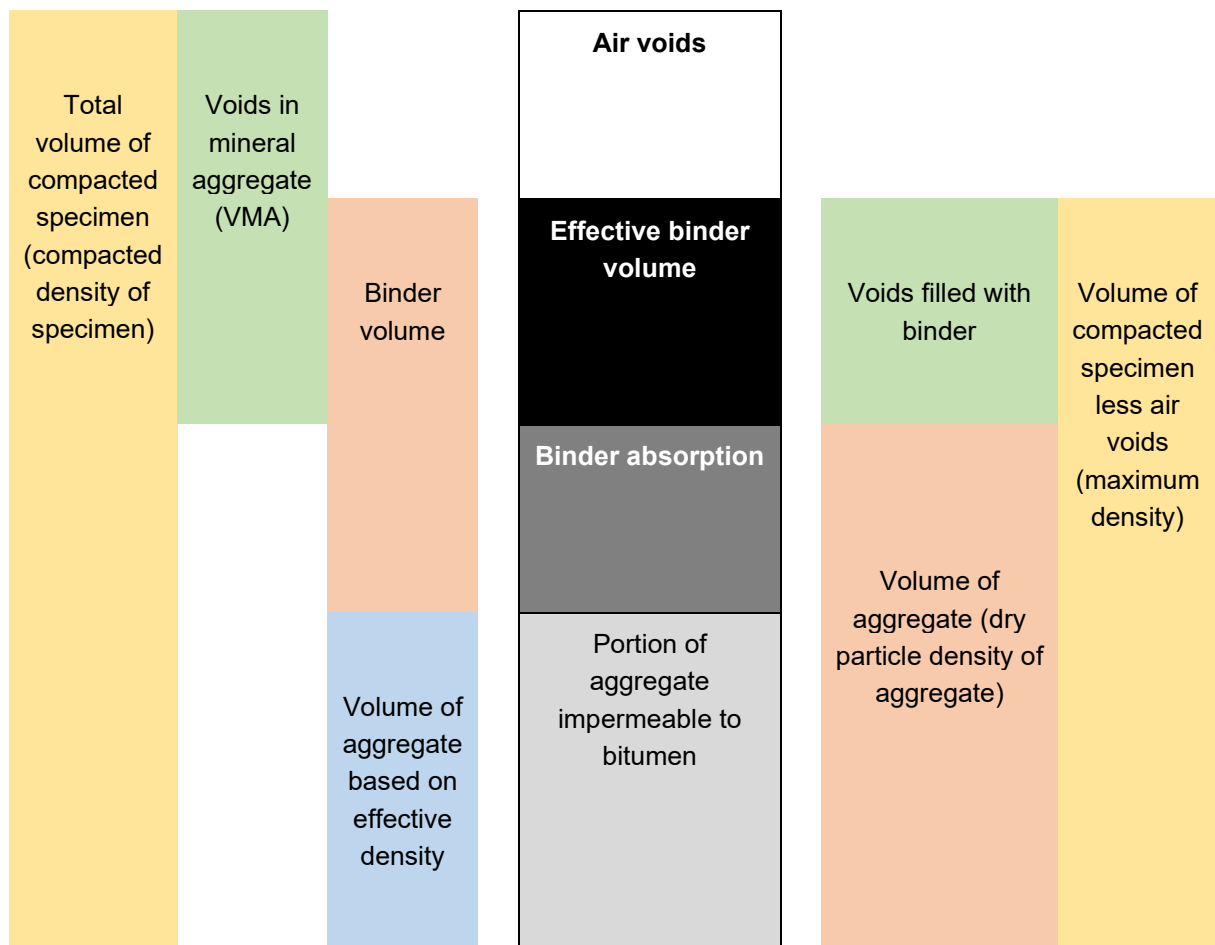 Total
volume of
compacted
specimen
(compacted
density of
specimen)
Voids in
mineral
aggregate
(VMA)
Binder
volume
Volume of
aggregate
based on
effective
density
Air voids
Effective binder
volume
Binder absorption
Portion of
aggregate
impermeable to
bitumen
Voids filled with
binder
Volume of
aggregate (dry
particle density of
aggregate)
Volume of
compacted
specimen
less air
voids
(maximum
density)